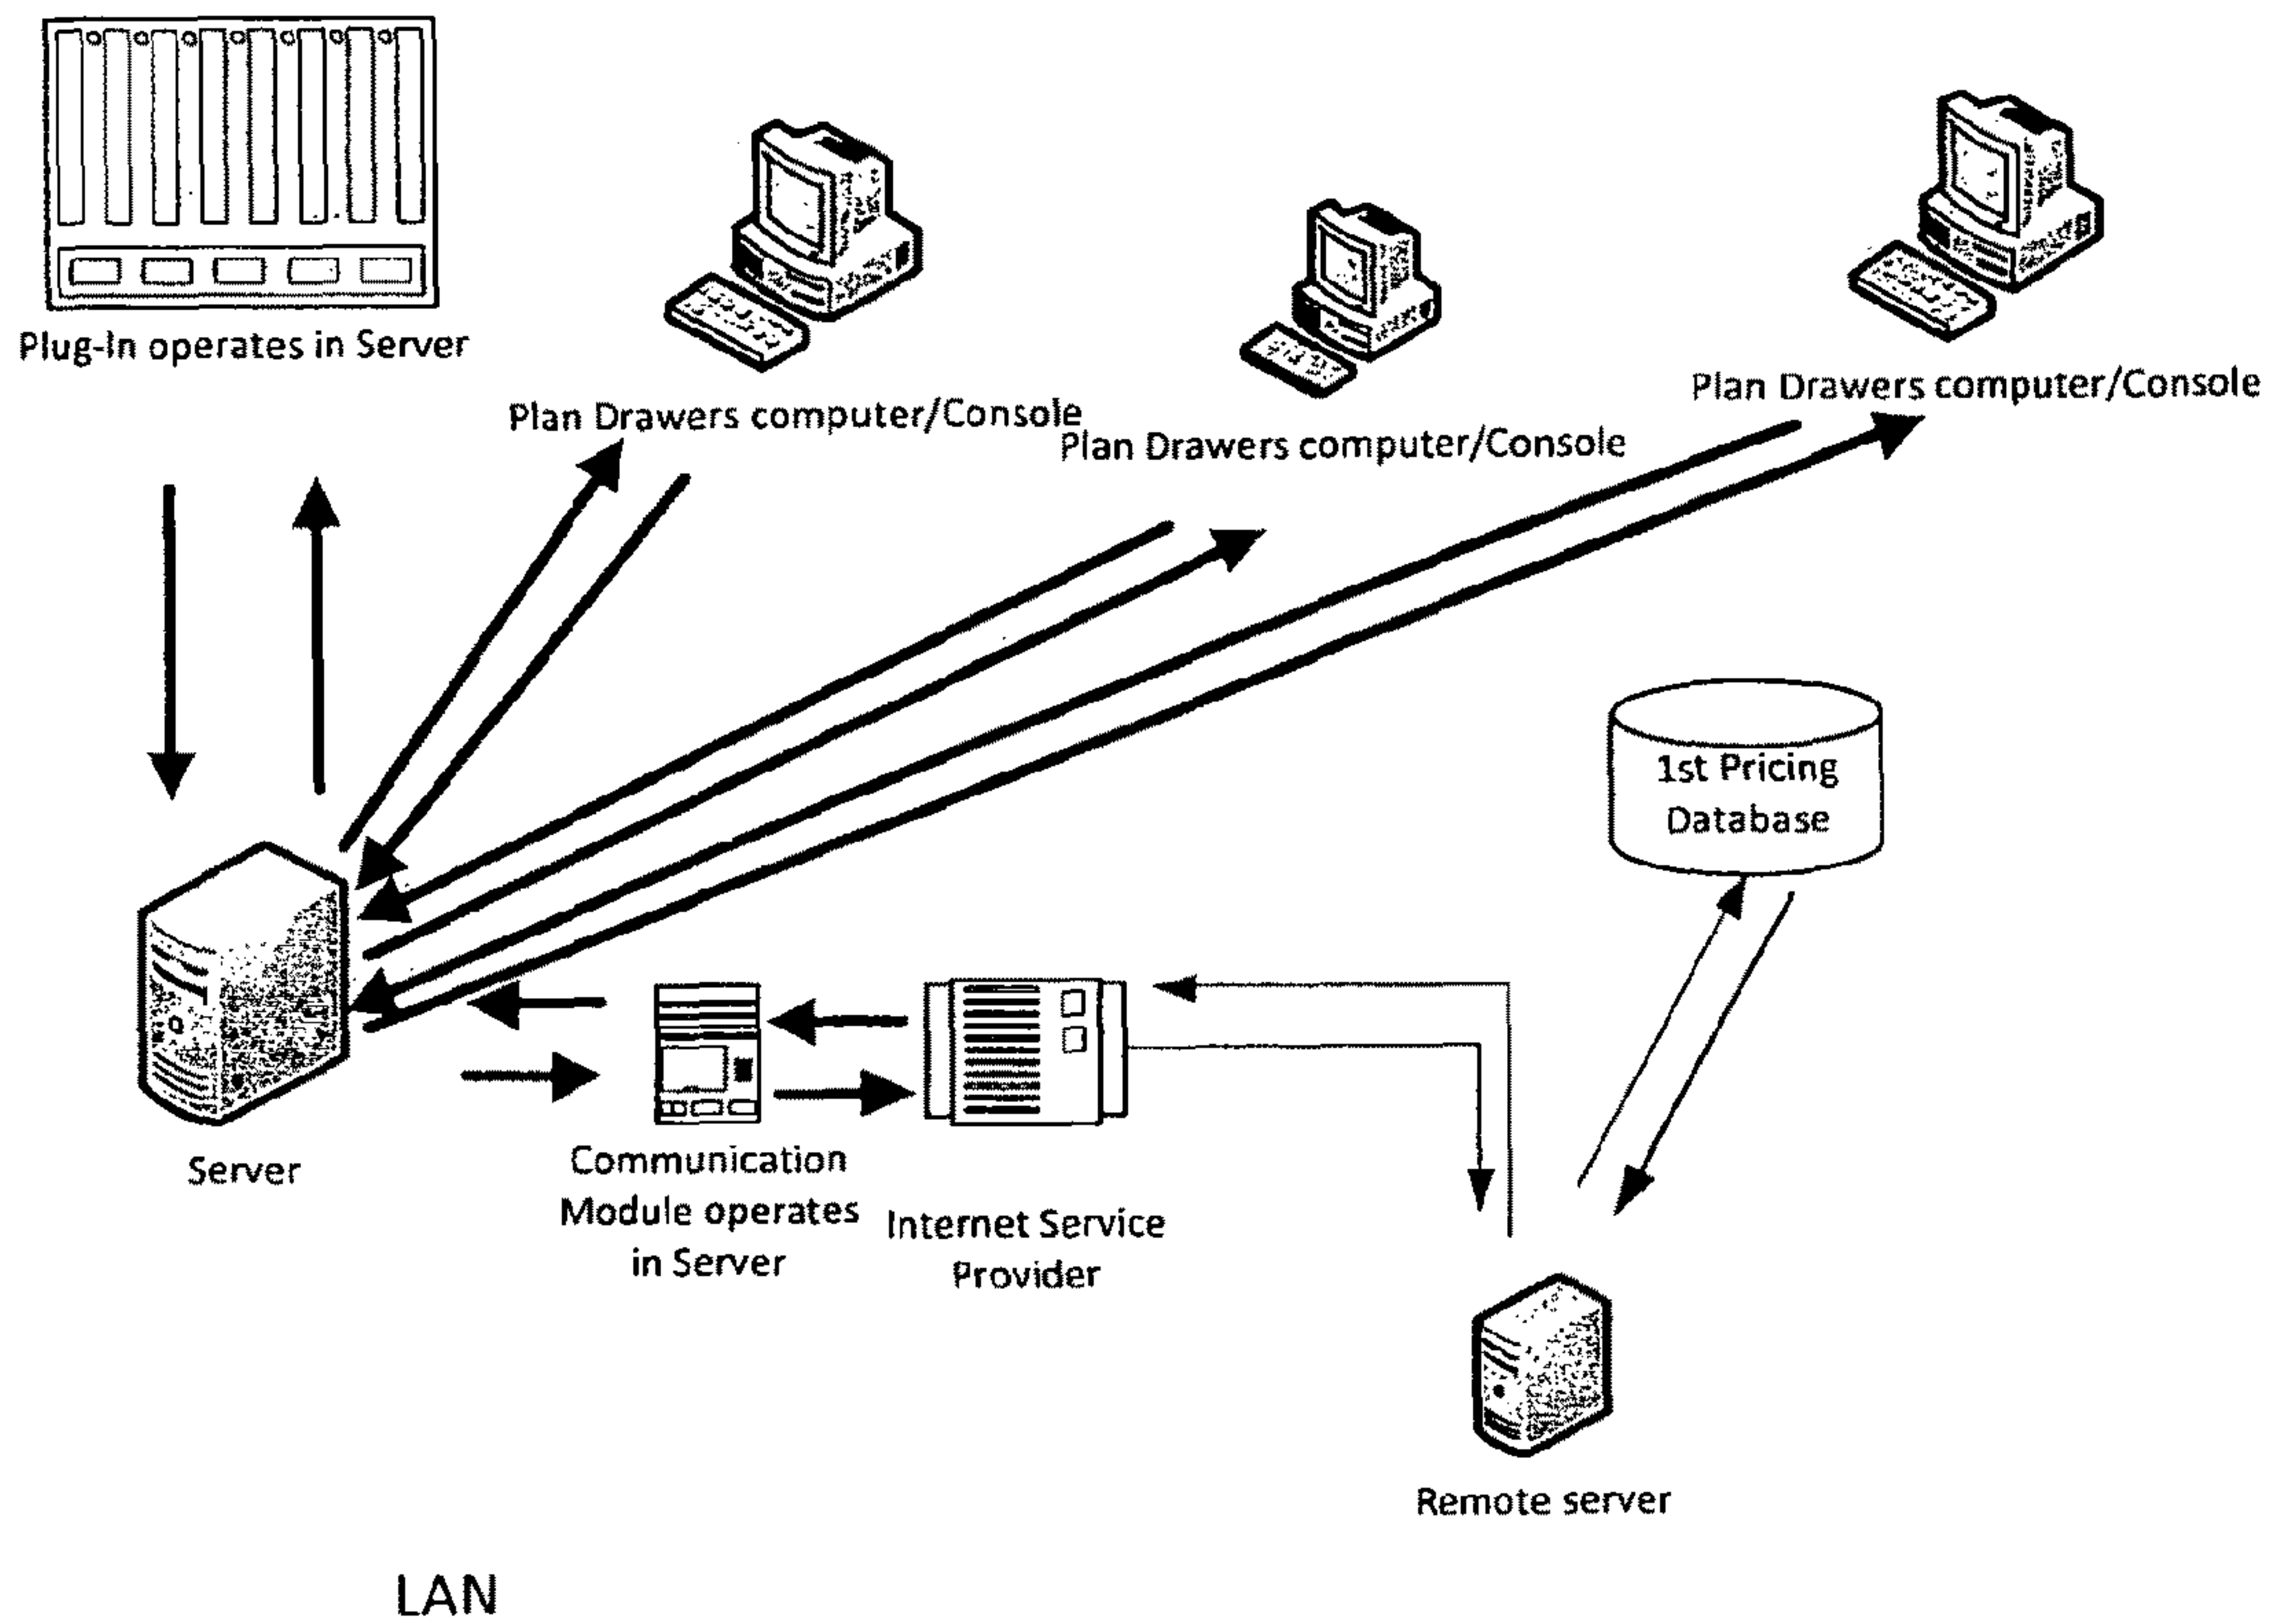 Plug-In operates in Server
Plan Drawers computer/Console
Plan Drawers computer/Console
Plan Drawers computer/Console
1st Pricing
Database
Server
Communication
Module operates
in Server
Internet Service
Provider
Remote server
LAN